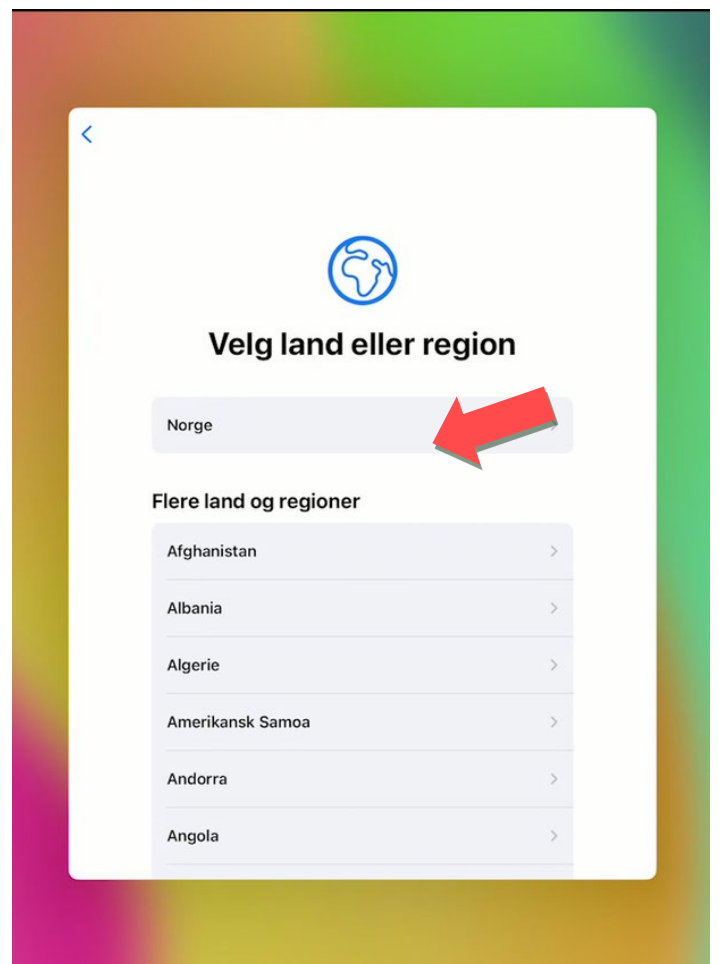 Velg land eller region
Norge
Flere land og regioner
Afghanistan
Albania
Algerie
Amerikansk Samoa
Andorra
Angola